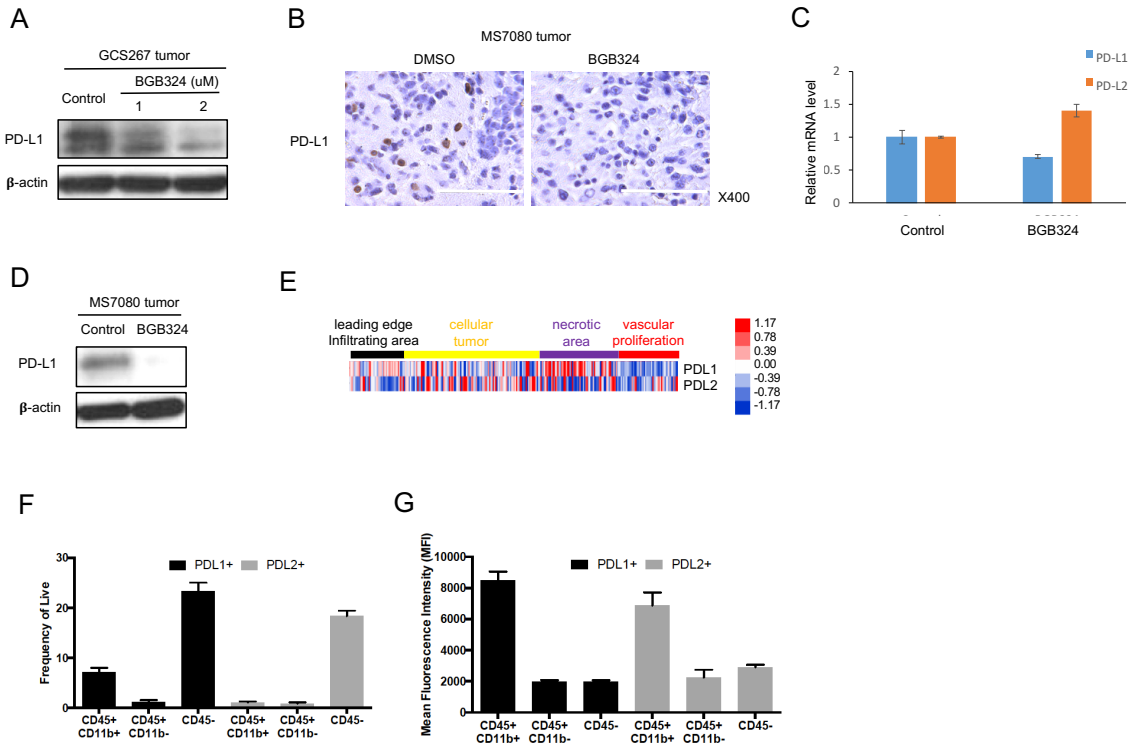 A
GCS267 tumor
Control
BGB324 (uM)
1 2
PD-L1
β-actin
B
MS7080 tumor
DMSO BGB324
PD-L1
X400
C
PD-L1
PD-L2
Relative mRNA level
2
1.5
1
0.5
0
Control BGB324
D
MS7080 tumor
Control BGB324
PD-L1
β-actin
E
leading edge
Infiltrating area
cellular
tumor
necrotic
area
vascular
proliferation
PDL1
PDL2
1.17
0.78
0.39
0.00
-0.39
-0.78
-1.17
F
PDL1+ PDL2+
Frequency of Live
30
20
10
0
CD45+ CD45+ CD45- CD45+ CD45+ CD45-
CD11b+ CD11b- CD11b+ CD11b-
G
PDL1+ PDL2+
Mean Fluorescence Intensity (MFI)
10000
8000
6000
4000
2000
0
CD45+ CD45+ CD45- CD45+ CD45+ CD45-
CD11b+ CD11b- CD11b+ CD11b-